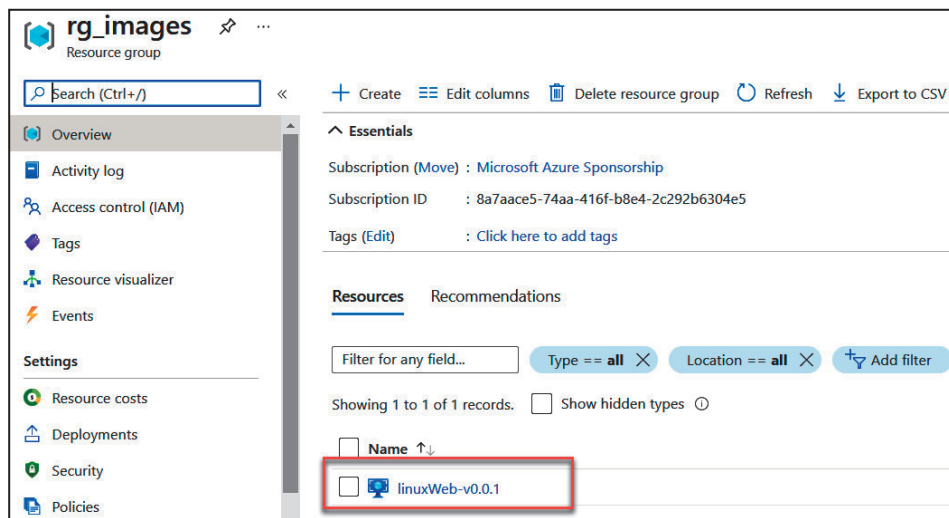 rg_images
Resource group
Search (Ctrl+/)
Overview
Activity log
Access control (IAM)
Tags
Resource visualizer
Events
Settings
Resource costs
Deployments
Security
Policies
Create Edit columns Delete resource group Refresh Export to CSV
Essentials
Subscription (Move) : Microsoft Azure Sponsorship
Subscription ID : 8a7aace5-74aa-416f-b8e4-2c292b6304e5
Tags (Edit) : Click here to add tags
Resources Recommendations
Filter for any field... Type == all Location == all Add filter
Showing 1 to 1 of 1 records. Show hidden types
Name
linuxWeb-v0.0.1